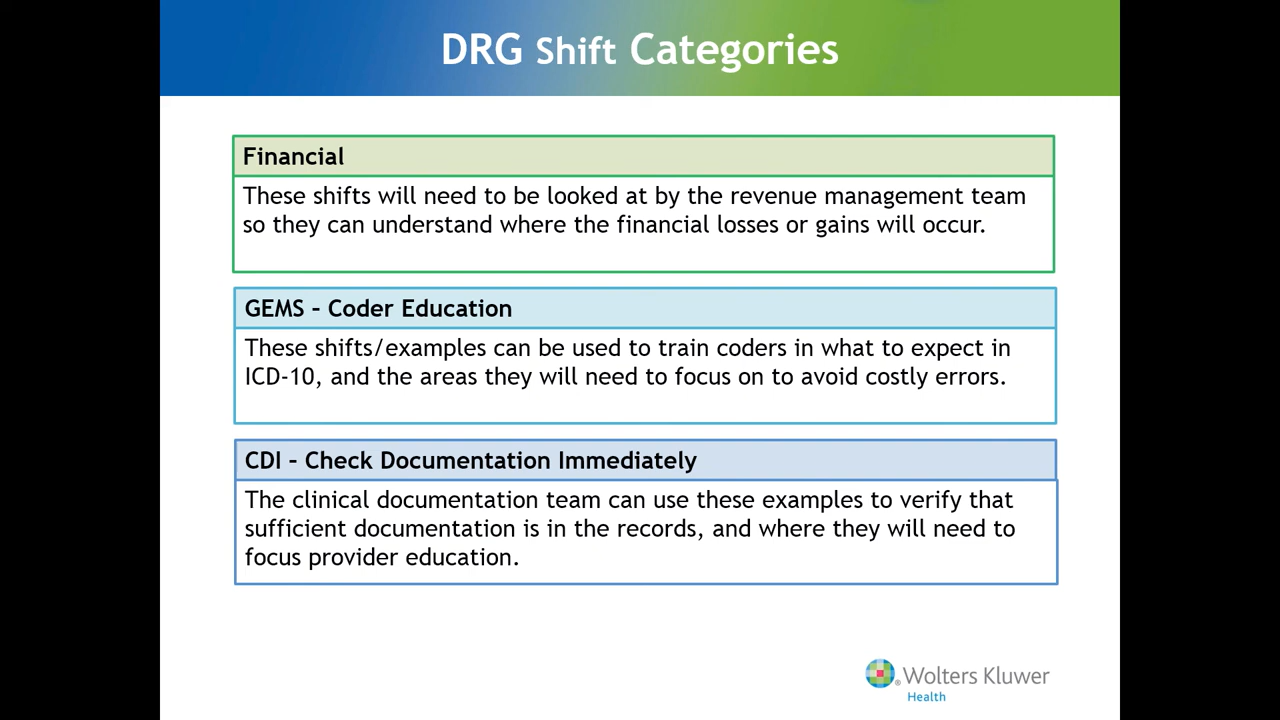 DRG Shift Categories
Financial
These shifts will need to be looked at by the revenue management team
so they can understand where the financial losses or gains will occur.
GEMS – Coder Education
These shifts/examples can be used to train coders in what to expect in
ICD-10, and the areas they will need to focus on to avoid costly errors.
CDI – Check Documentation Immediately
The clinical documentation team can use these examples to verify that
sufficient documentation is in the records, and where they will need to
focus provider education.
® Wolters Kluwer
Health